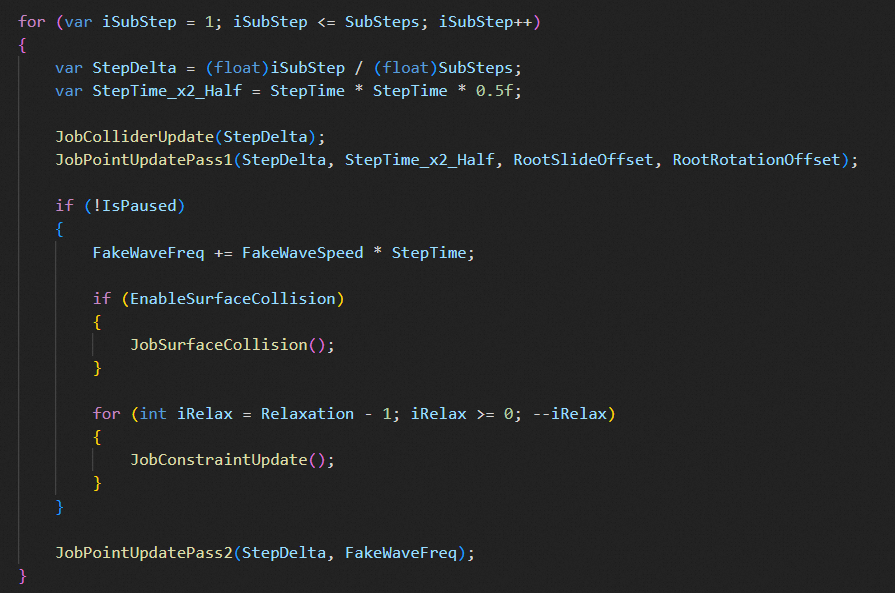 for (var iSubStep = 1; iSubStep <= SubSteps; iSubStep++)
{
    var StepDelta = (float)iSubStep / (float)SubSteps;
    var StepTime_x2_Half = StepTime * StepTime * 0.5f;

    JobColliderUpdate(StepDelta);
    JobPointUpdatePass1(StepDelta, StepTime_x2_Half, RootSlideOffset, RootRotationOffset);

    if (!IsPaused)
    {
        FakeWaveFreq += FakeWaveSpeed * StepTime;

        if (EnableSurfaceCollision)
        {
            JobSurfaceCollision();
        }

        for (int iRelax = Relaxation - 1; iRelax >= 0; --iRelax)
        {
            JobConstraintUpdate();
        }
    }

    JobPointUpdatePass2(StepDelta, FakeWaveFreq);
}